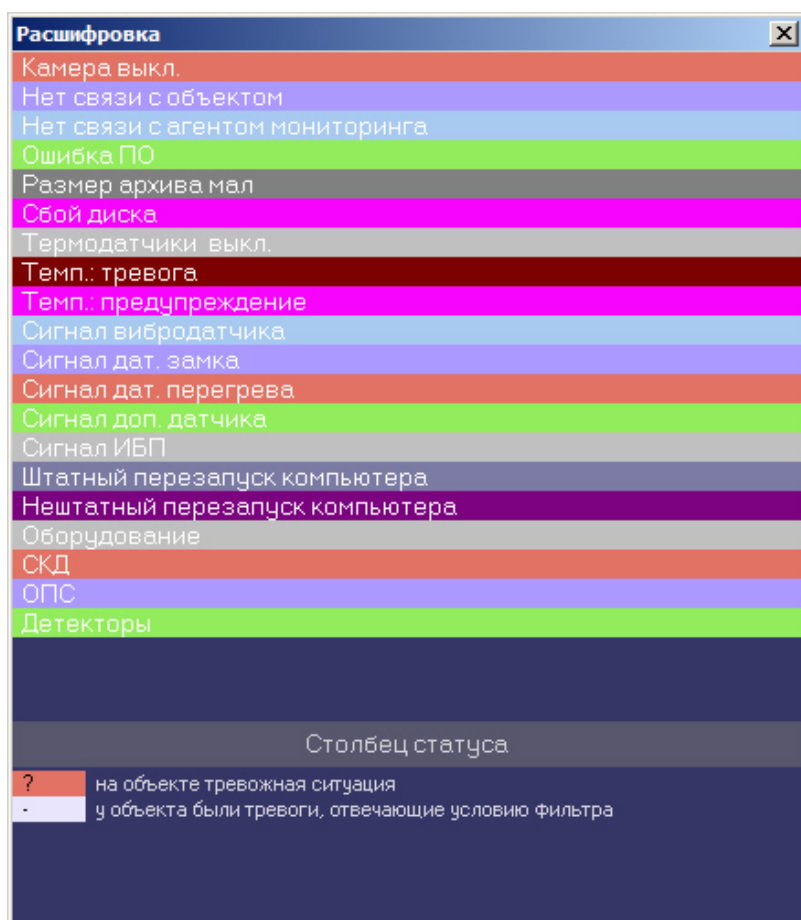 Расшифровка
Камера выкл.
Нет связи с объектом
Нет связи с агентом мониторинга
Ошибка ПО
Размер архива мал
Сбой диска
Термодатчики выкл.
Темп.: тревога
Темп.: предупреждение
Сигнал вибродатчика
Сигнал дат. замка
Сигнал дат. перегрева
Сигнал доп. датчика
Сигнал ИБП
Штатный перезапуск компьютера
Нештатный перезапуск компьютера
Оборудование
СКД
ОПС
Детекторы
Столбец статуса
? на объекте тревожная ситуация
- у объекта были тревоги, отвечающие условию фильтра